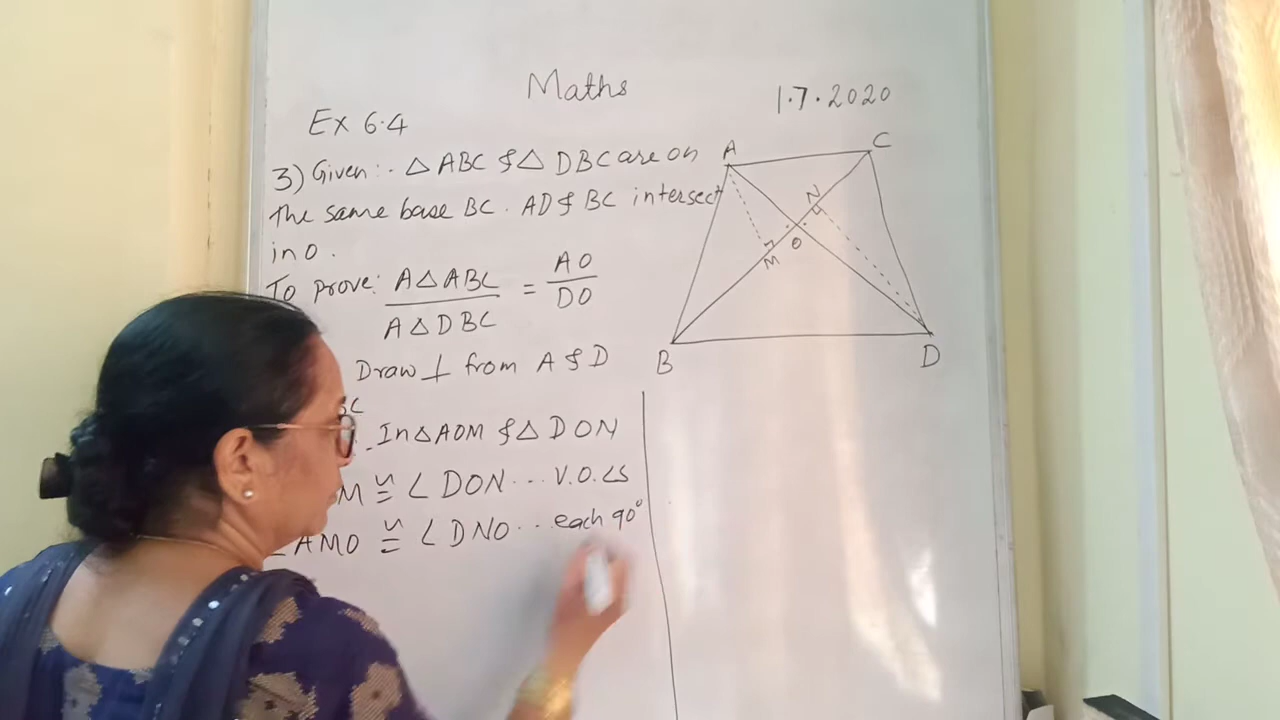 Maths
1.7.2020
Ex 6.4
3) Given:- △ ABC & △ DBC are on
the same base BC. AD & BC intersect
in O.
To prove: A△ABC / A△DBC = AO / DO
Draw ⊥ from A & D
BC
In △AOM & △DON
M ≅ ∠DON ... V.O.∠s
∠AMO ≅ ∠DNO ... each 90°
A
C
N
O
M
B
D